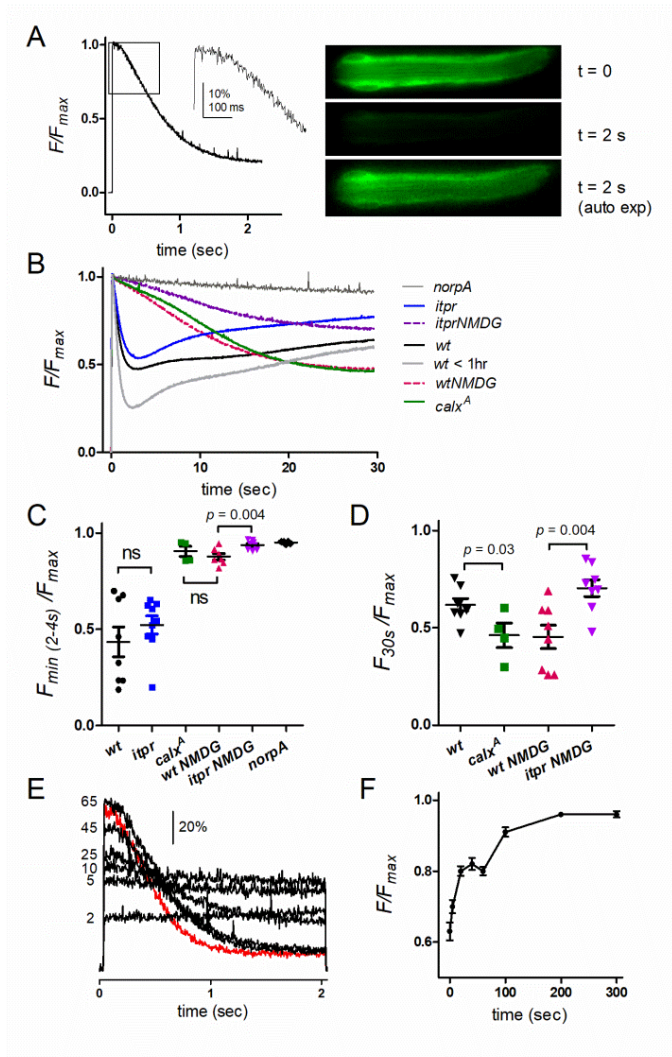 A
F/Fmax
1.0
0.5
0.0
0
1
2
time (sec)
10%
100 ms
t = 0
t = 2 s
t = 2 s
(auto exp)
B
F/Fmax
1.0
0.5
0
0
10
20
30
time (sec)
norpA
itpr
itprNMDG
wt
wt < 1hr
wtNMDG
calxA
C
Fmin (2-4s) /Fmax
1.0
0.5
0.0
ns
ns
p = 0.004
wt
itpr
calxA
wt NMDG
itpr NMDG
norpA
D
F30s /Fmax
1.0
0.5
0.0
p = 0.03
p = 0.004
wt
calxA
wt NMDG
itpr NMDG
E
65
45
25
10
5
2
20%
0
1
2
time (sec)
F
F/Fmax
1.0
0.8
0.6
0
100
200
300
time (sec)